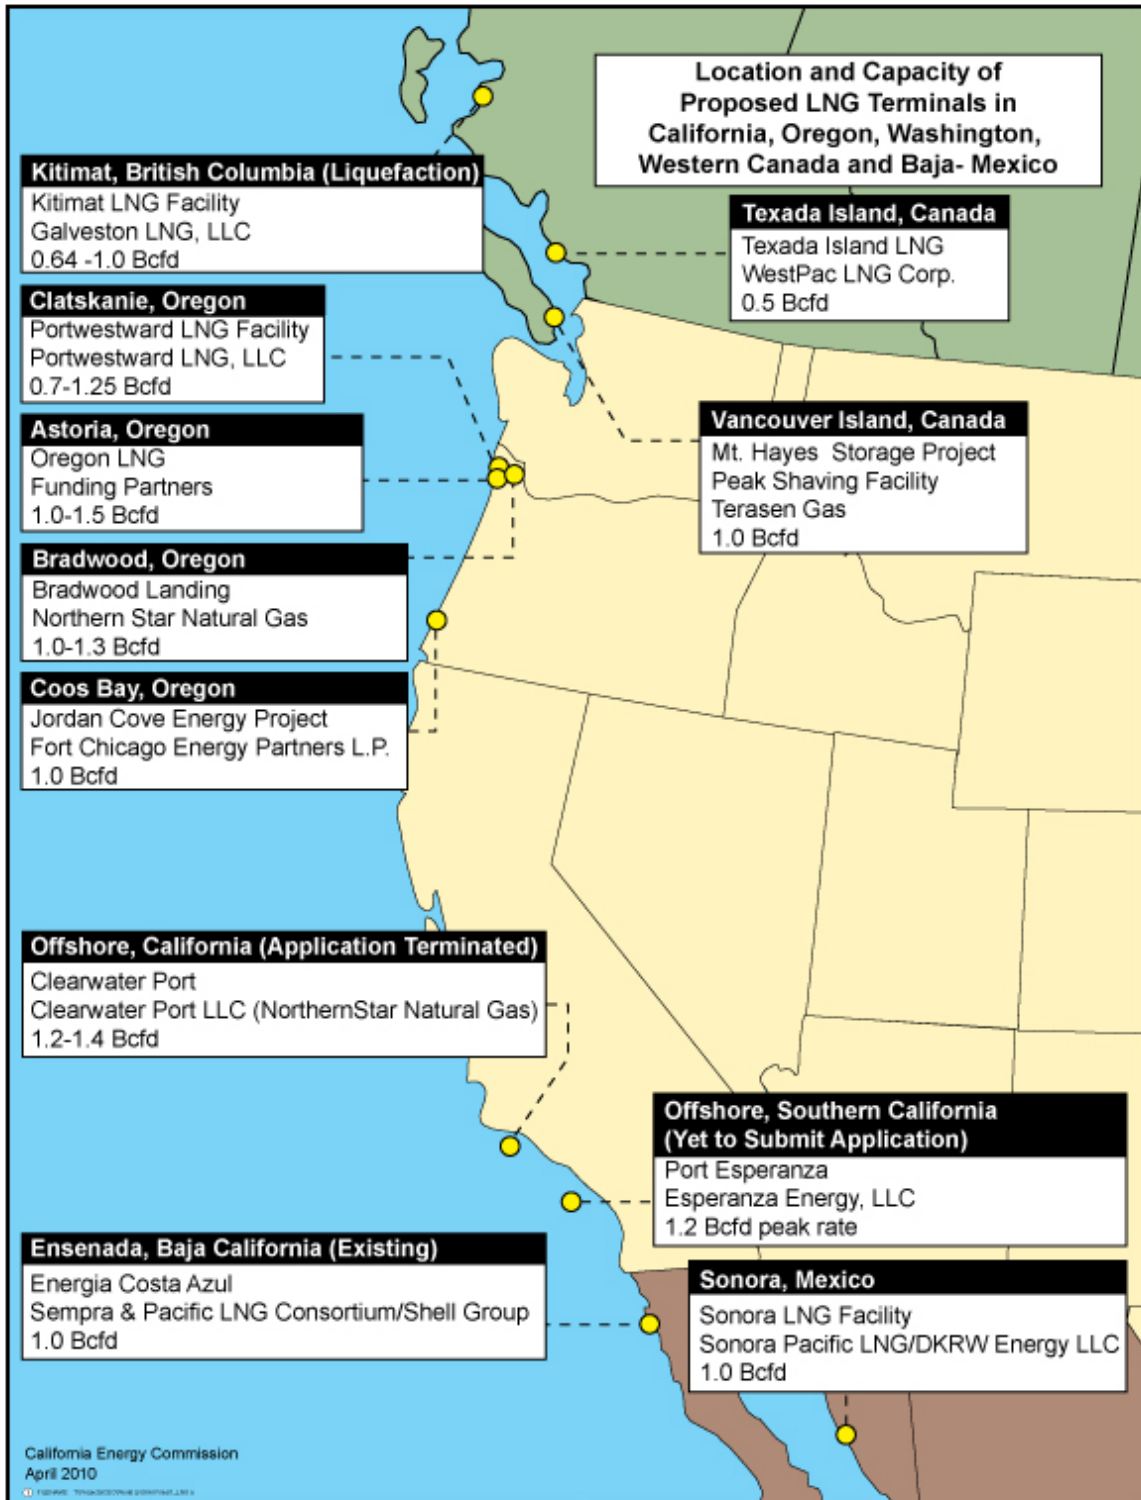 Location and Capacity of
Proposed LNG Terminals in
California, Oregon, Washington,
Western Canada and Baja- Mexico
Kitimat, British Columbia (Liquefaction)
Kitimat LNG Facility
Galveston LNG, LLC
0.64 -1.0 Bcfd
Texada Island, Canada
Texada Island LNG
WestPac LNG Corp.
0.5 Bcfd
Clatskanie, Oregon
Portwestward LNG Facility
Portwestward LNG, LLC
0.7-1.25 Bcfd
Vancouver Island, Canada
Mt. Hayes Storage Project
Peak Shaving Facility
Terasen Gas
1.0 Bcfd
Astoria, Oregon
Oregon LNG
Funding Partners
1.0-1.5 Bcfd
Bradwood, Oregon
Bradwood Landing
Northern Star Natural Gas
1.0-1.3 Bcfd
Coos Bay, Oregon
Jordan Cove Energy Project
Fort Chicago Energy Partners L.P.
1.0 Bcfd
Offshore, California (Application Terminated)
Clearwater Port
Clearwater Port LLC (NorthernStar Natural Gas)
1.2-1.4 Bcfd
Offshore, Southern California
(Yet to Submit Application)
Port Esperanza
Esperanza Energy, LLC
1.2 Bcfd peak rate
Ensenada, Baja California (Existing)
Energia Costa Azul
Sempra & Pacific LNG Consortium/Shell Group
1.0 Bcfd
Sonora, Mexico
Sonora LNG Facility
Sonora Pacific LNG/DKRW Energy LLC
1.0 Bcfd
California Energy Commission
April 2010